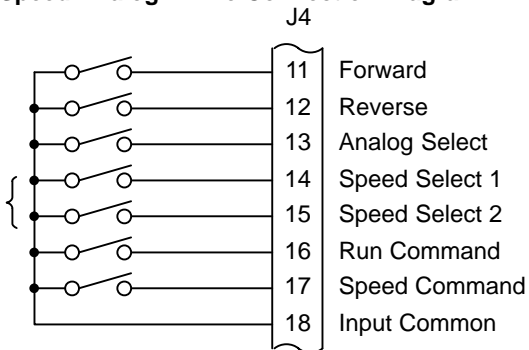 J4
11 Forward
12 Reverse
13 Analog Select
14 Speed Select 1
15 Speed Select 2
16 Run Command
17 Speed Command
18 Input Common